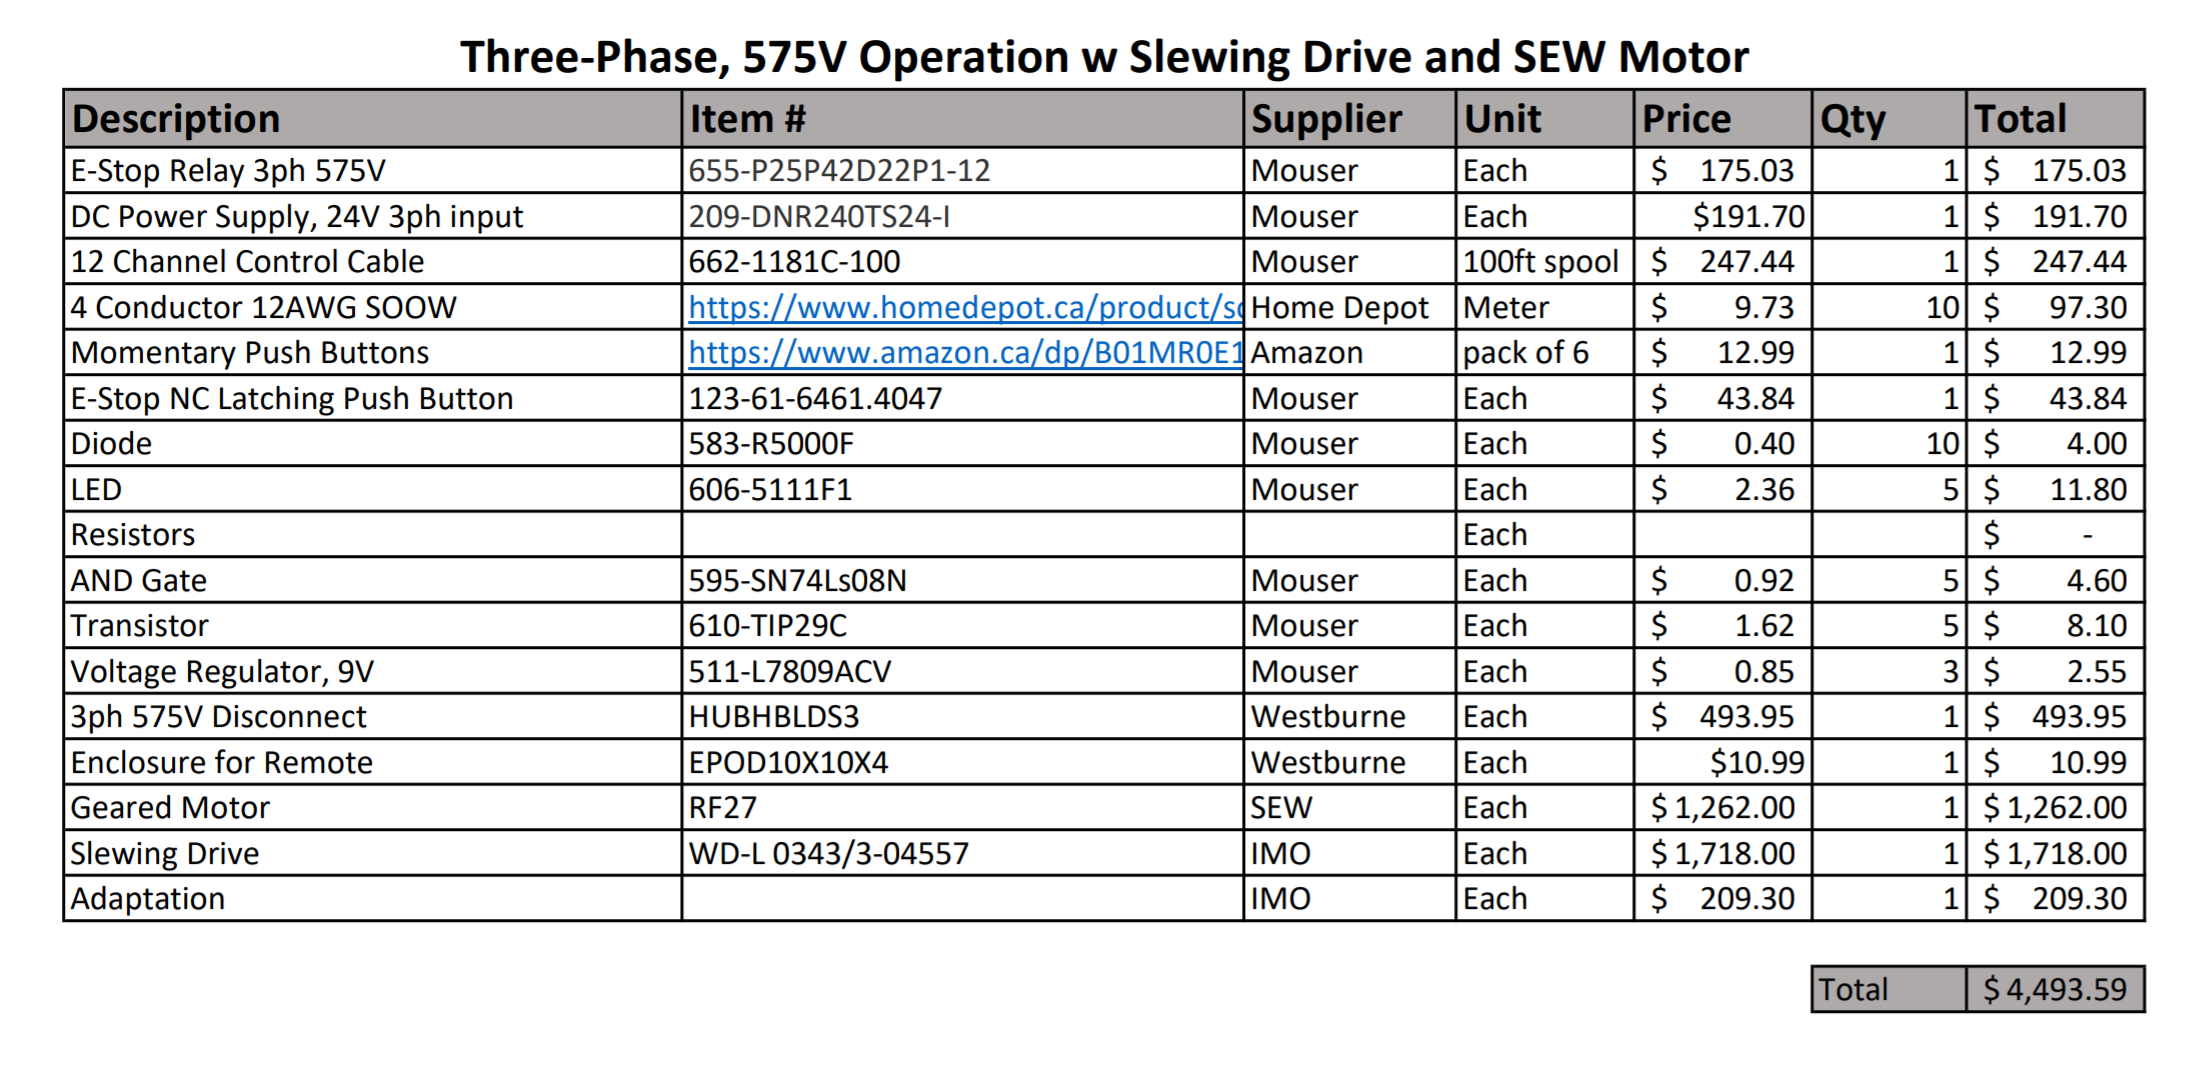 Three-Phase, 575V Operation w Slewing Drive and SEW Motor
Description Item # Supplier Unit Price Qty Total
E-Stop Relay 3ph 575V 655-P25P42D22P1-12 Mouser Each $ 175.03 1 $ 175.03
DC Power Supply, 24V 3ph input 209-DNR240TS24-I Mouser Each $191.70 1 $ 191.70
12 Channel Control Cable 662-1181C-100 Mouser 100ft spool $ 247.44 1 $ 247.44
4 Conductor 12AWG SOOW https://www.homedepot.ca/product/so Home Depot Meter $ 9.73 10 $ 97.30
Momentary Push Buttons https://www.amazon.ca/dp/B01MR0E1 Amazon pack of 6 $ 12.99 1 $ 12.99
E-Stop NC Latching Push Button 123-61-6461.4047 Mouser Each $ 43.84 1 $ 43.84
Diode 583-R5000F Mouser Each $ 0.40 10 $ 4.00
LED 606-5111F1 Mouser Each $ 2.36 5 $ 11.80
Resistors Each $ -
AND Gate 595-SN74Ls08N Mouser Each $ 0.92 5 $ 4.60
Transistor 610-TIP29C Mouser Each $ 1.62 5 $ 8.10
Voltage Regulator, 9V 511-L7809ACV Mouser Each $ 0.85 3 $ 2.55
3ph 575V Disconnect HUBHBLDS3 Westburne Each $ 493.95 1 $ 493.95
Enclosure for Remote EPOD10X10X4 Westburne Each $10.99 1 $ 10.99
Geared Motor RF27 SEW Each $ 1,262.00 1 $ 1,262.00
Slewing Drive WD-L 0343/3-04557 IMO Each $ 1,718.00 1 $ 1,718.00
Adaptation IMO Each $ 209.30 1 $ 209.30
Total $ 4,493.59